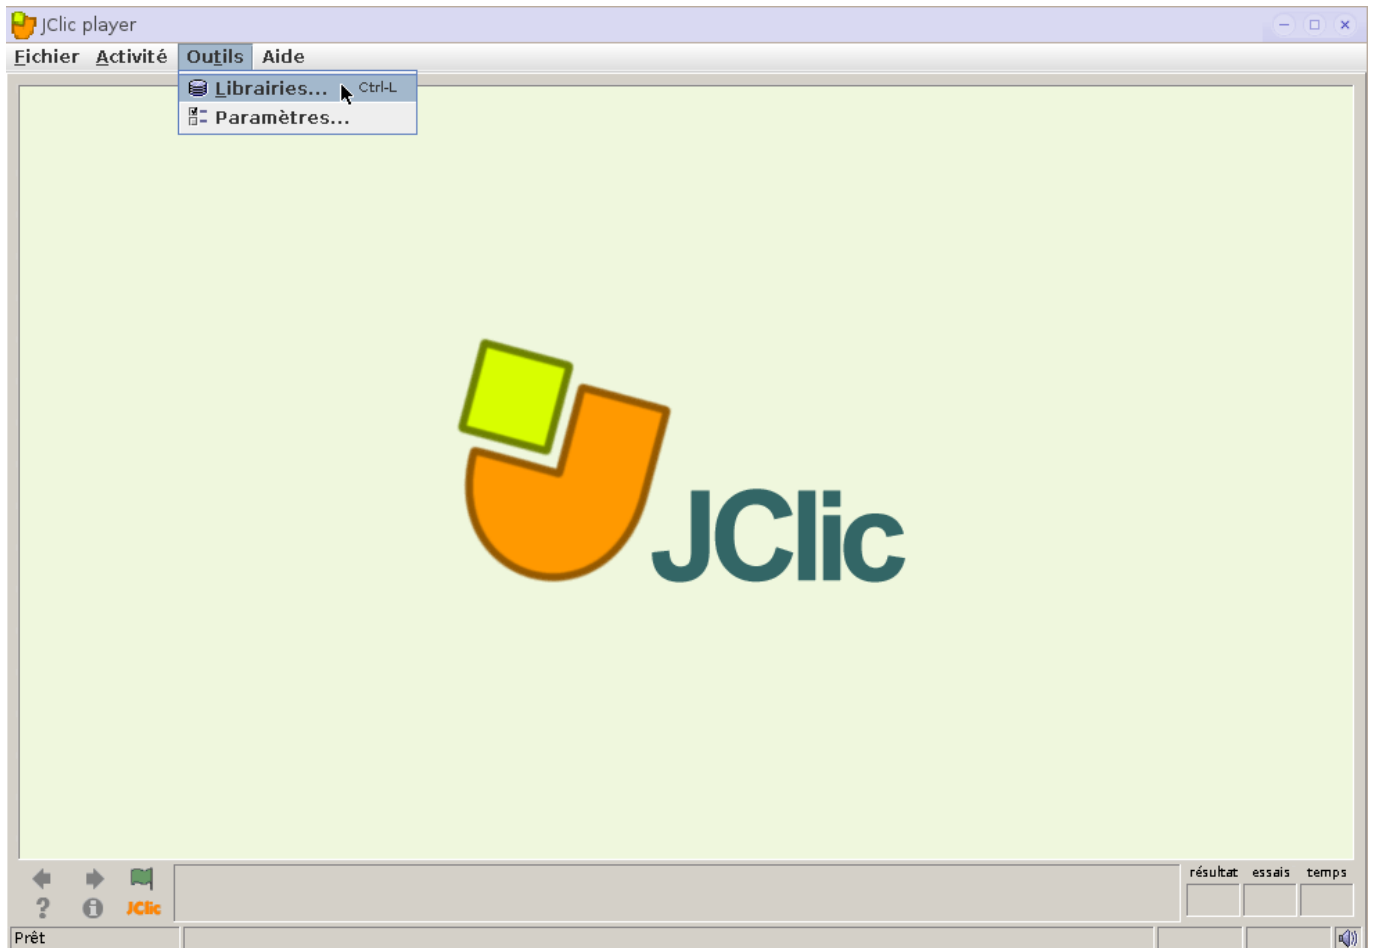 JClic player
Fichier Activité Outils Aide
Librairies... Ctrl-L
Paramètres...
JClic
résultat essais temps
JClic
Prêt